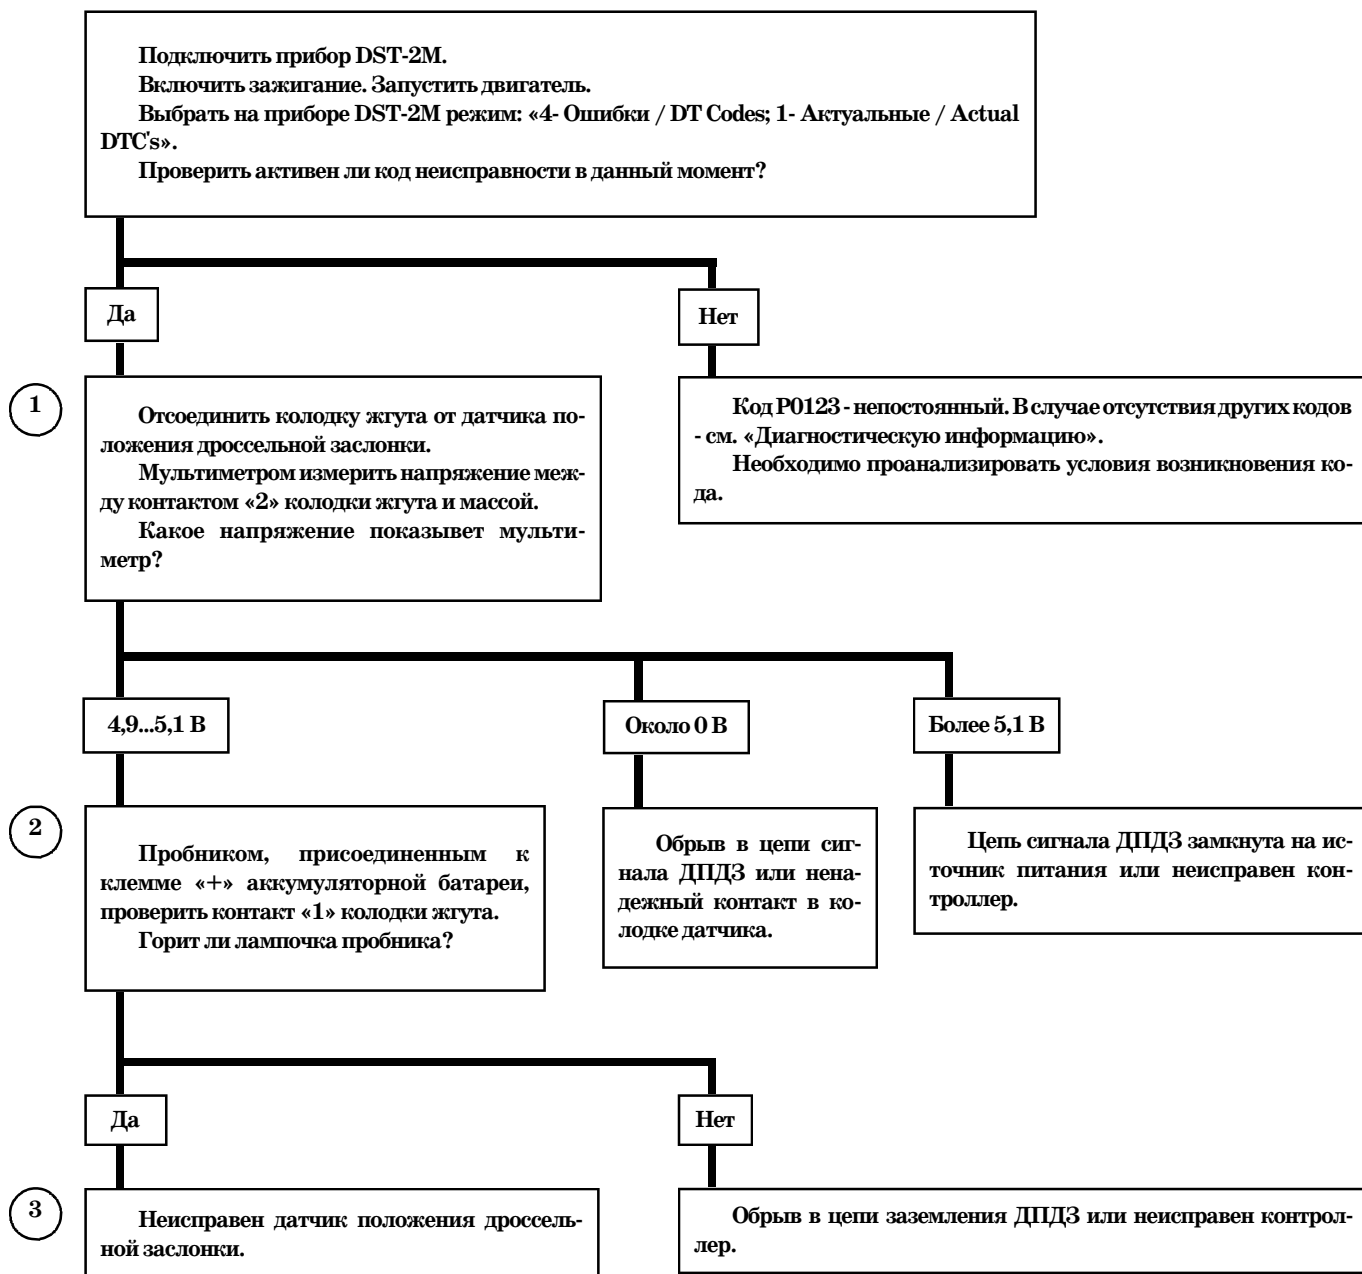 Подключить прибор DST-2M.
Включить зажигание. Запустить двигатель.
Выбрать на приборе DST-2M режим: «4- Ошибки / DT Codes; 1- Актуальные / Actual
DTC's».
Проверить активен ли код неисправности в данный момент?
Да
Нет
1
Отсоединить колодку жгута от датчика по-
ложения дроссельной заслонки.
Мультиметром измерить напряжение меж-
ду контактом «2» колодки жгута и массой.
Какое напряжение показывет мульти-
метр?
Код P0123 - непостоянный. В случае отсутствия других кодов
- см. «Диагностическую информацию».
Необходимо проанализировать условия возникновения ко-
да.
4,9...5,1 В
Около 0 В
Более 5,1 В
2
Пробником, присоединенным к
клемме «+» аккумуляторной батареи,
проверить контакт «1» колодки жгута.
Горит ли лампочка пробника?
Обрыв в цепи сиг-
нала ДПДЗ или нена-
дежный контакт в ко-
лодке датчика.
Цепь сигнала ДПДЗ замкнута на ис-
точник питания или неисправен кон-
троллер.
Да
Нет
3
Неисправен датчик положения дроссель-
ной заслонки.
Обрыв в цепи заземления ДПДЗ или неисправен контрол-
лер.